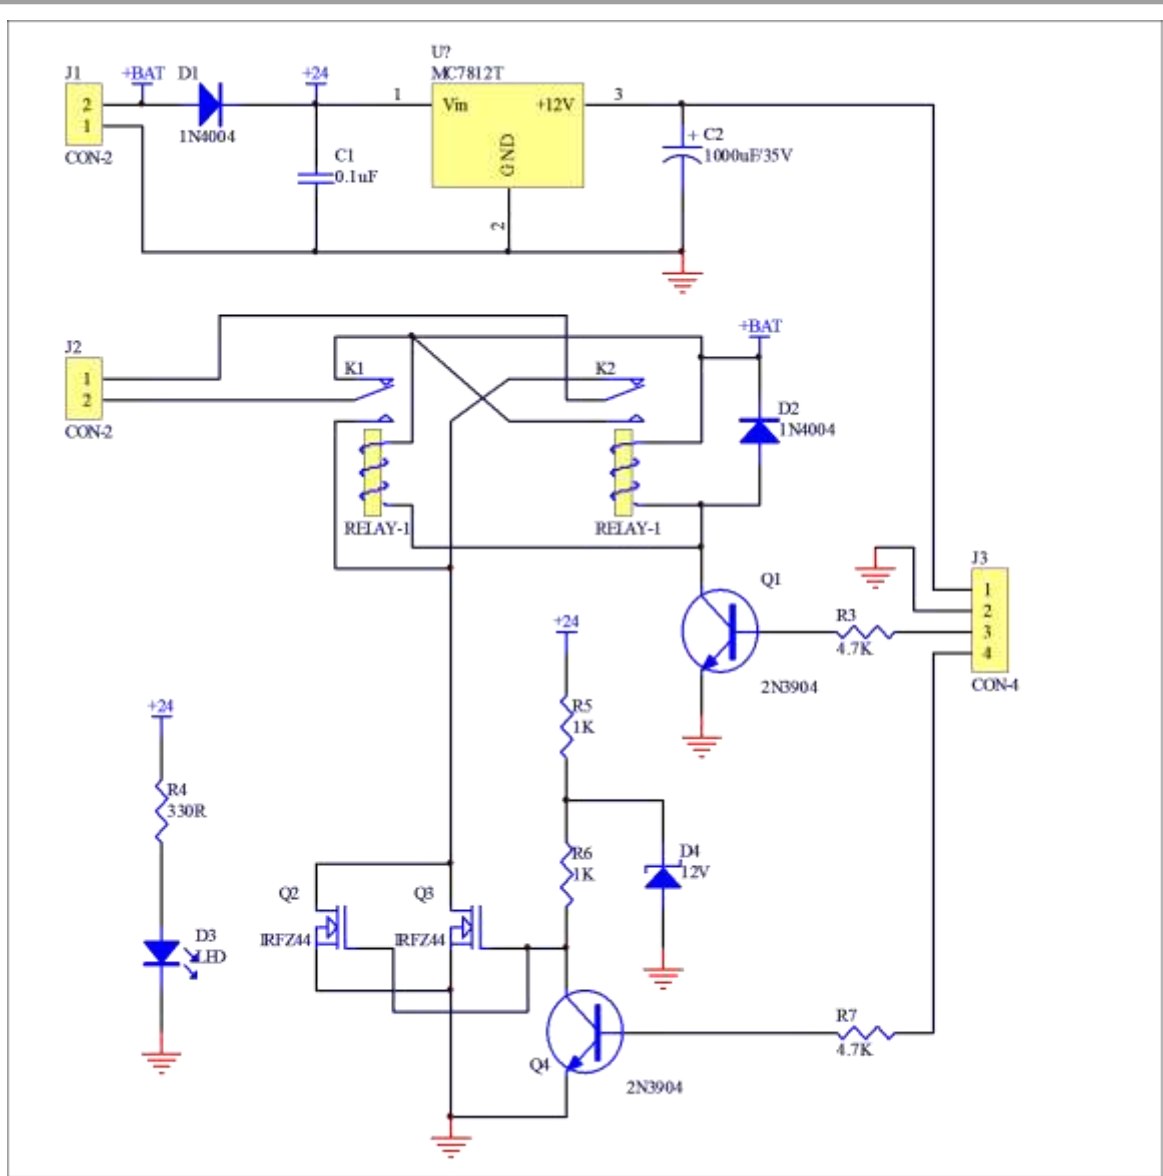 U?
MC7812T
J1
+BAT
D1
+24
2
1
1N4004
CON-2
1
Vin
+12V
GND
3
2
C1
0.1uF
+ C2
1000uF/35V
J2
1
2
CON-2
K1
K2
+BAT
D2
1N4004
RELAY-1
RELAY-1
J3
1
2
3
4
CON-4
Q1
2N3904
R3
4.7K
+24
R5
1K
+24
R4
330R
R6
1K
D4
12V
Q2
IRFZ44
Q3
IRFZ44
D3
LED
R7
4.7K
Q4
2N3904